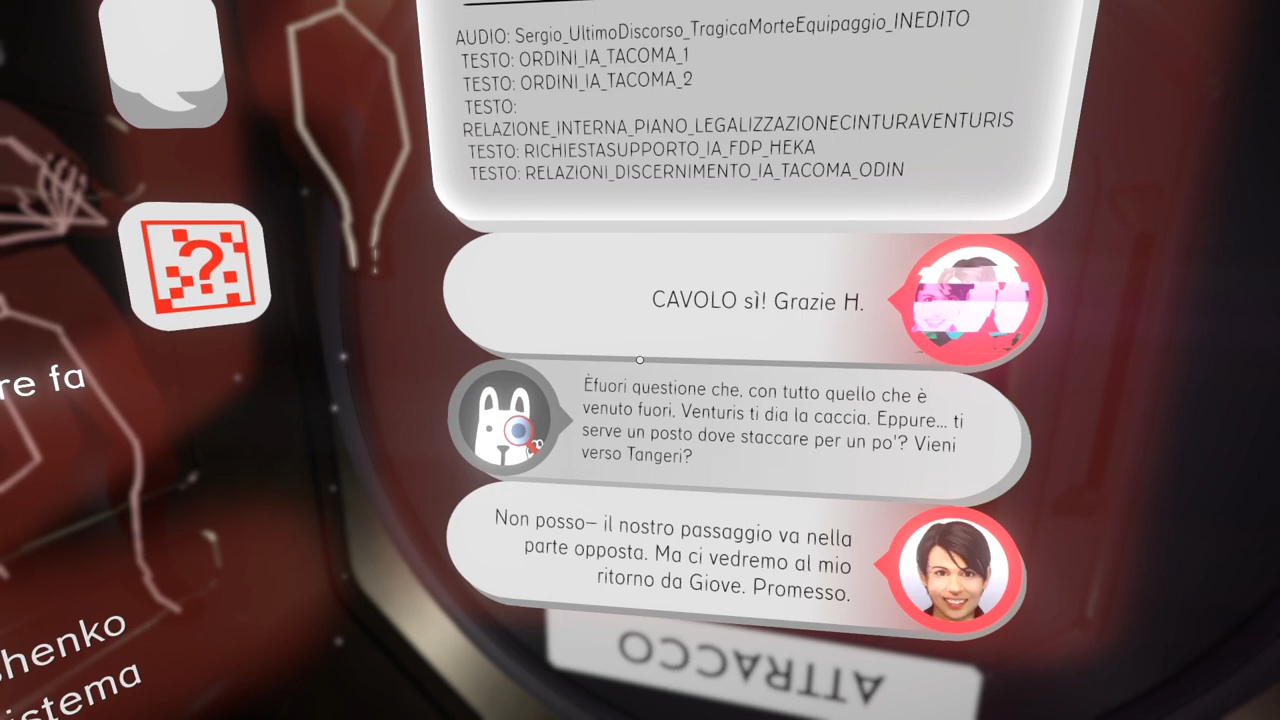 AUDIO: Sergio_UltimoDiscorso_TragicaMorteEquipaggio_INEDITO
TESTO: ORDINI_IA_TACOMA_1
TESTO: ORDINI_IA_TACOMA_2
TESTO:
RELAZIONE_INTERNA_PIANO_LEGALIZZAZIONECINTURAVENTURIS
TESTO: RICHIESTASUPPORTO_IA_FDP_HEKA
TESTO: RELAZIONI_DISCERNIMENTO_IA_TACOMA_ODIN
?
CAVOLO sì! Grazie H.
re fa
Èfuori questione che, con tutto quello che è
venuto fuori, Venturis ti dia la caccia. Eppure... ti
serve un posto dove staccare per un po'? Vieni
verso Tangeri?
Non posso– il nostro passaggio va nella
parte opposta. Ma ci vedremo al mio
ritorno da Giove. Promesso.
henko
istema
ATTRACCO